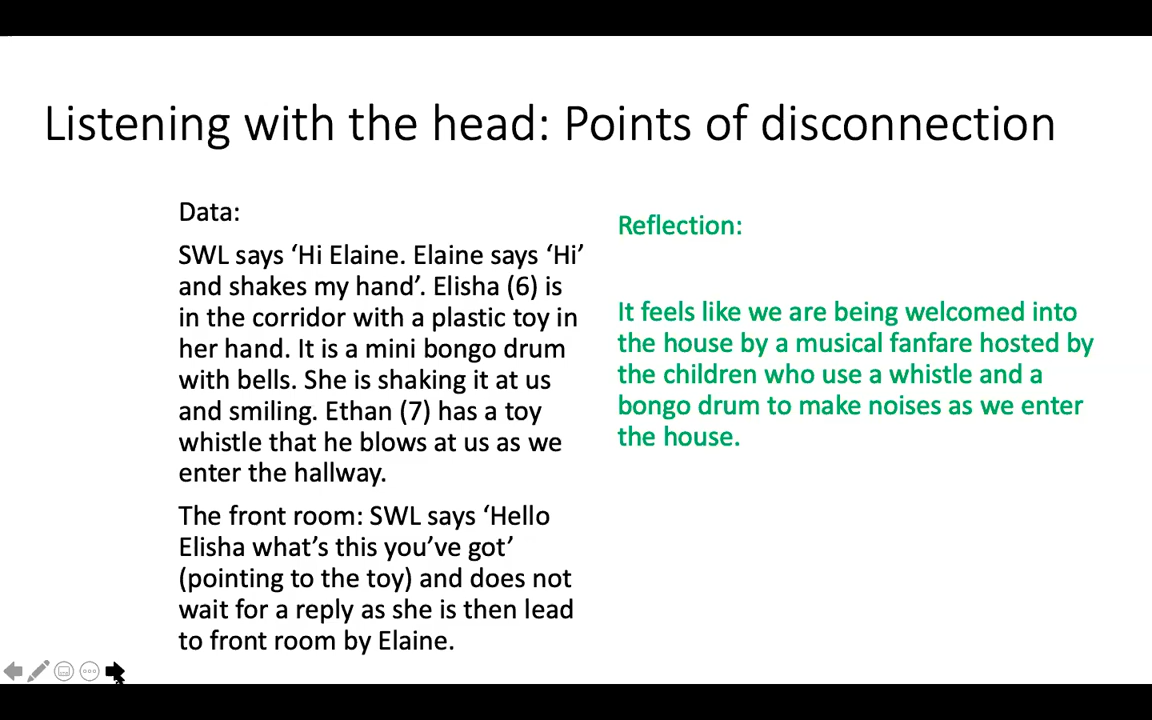 Listening with the head: Points of disconnection
Data:
SWL says ‘Hi Elaine. Elaine says ‘Hi’
and shakes my hand’. Elisha (6) is
in the corridor with a plastic toy in
her hand. It is a mini bongo drum
with bells. She is shaking it at us
and smiling. Ethan (7) has a toy
whistle that he blows at us as we
enter the hallway.
The front room: SWL says ‘Hello
Elisha what’s this you’ve got’
(pointing to the toy) and does not
wait for a reply as she is then lead
to front room by Elaine.
Reflection:
It feels like we are being welcomed into
the house by a musical fanfare hosted by
the children who use a whistle and a
bongo drum to make noises as we enter
the house.